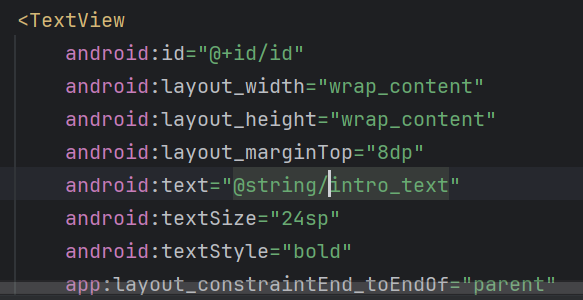 <TextView
android:id="@+id/id"
android:layout_width="wrap_content"
android:layout_height="wrap_content"
android:layout_marginTop="8dp"
android:text="@string/intro_text"
android:textSize="24sp"
android:textStyle="bold"
app:layout_constraintEnd_toEndOf="parent"